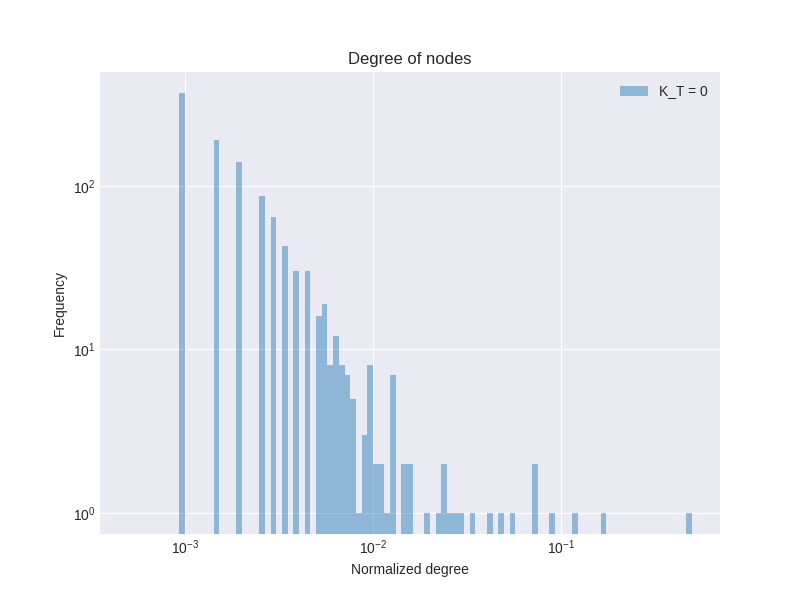 Degree of nodes
K_T = 0
Frequency
10²
10¹
10⁰
10⁻³
10⁻²
10⁻¹
Normalized degree